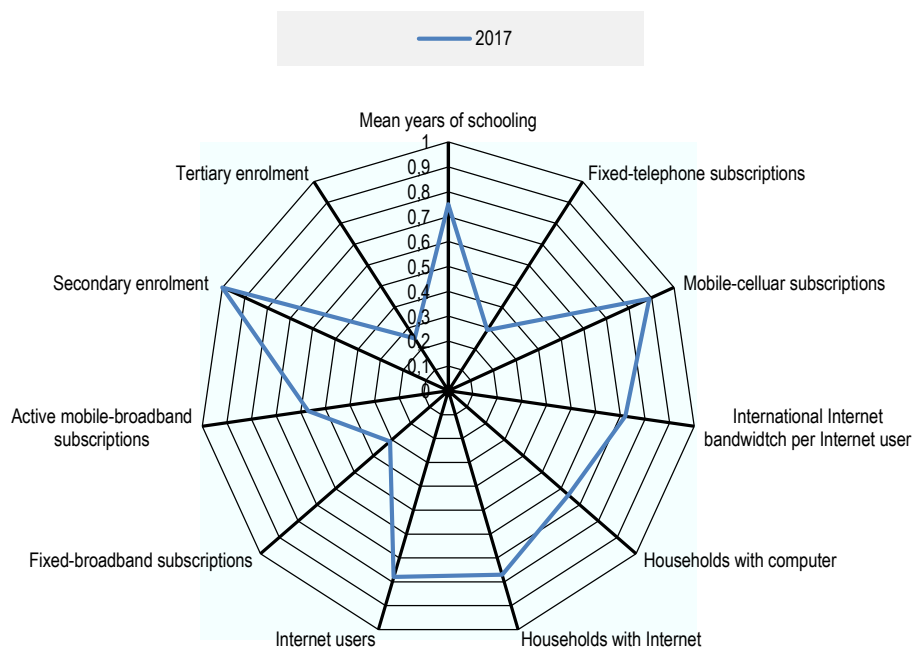 2017
Mean years of schooling
1
0,9
0,8
0,7
0,6
0,5
0,4
0,3
0,2
0,1
0
Fixed-telephone subscriptions
Mobile-celluar subscriptions
International Internet
bandwidtch per Internet user
Households with computer
Households with Internet
Internet users
Fixed-broadband subscriptions
Active mobile-broadband
subscriptions
Secondary enrolment
Tertiary enrolment